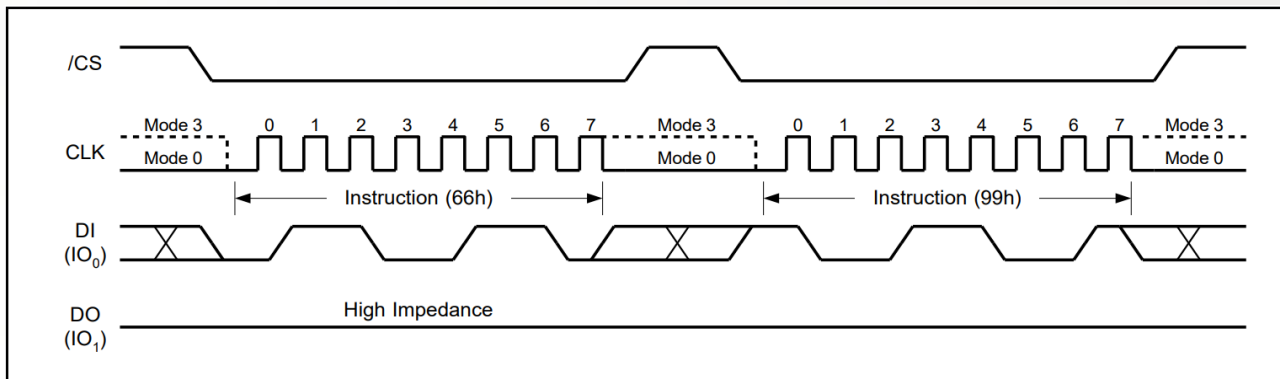 /CS
Mode 3 0 1 2 3 4 5 6 7 Mode 3 0 1 2 3 4 5 6 7 Mode 3
CLK
Mode 0 Mode 0 Mode 0
Instruction (66h) Instruction (99h)
DI
(IO₀)
High Impedance
DO
(IO₁)